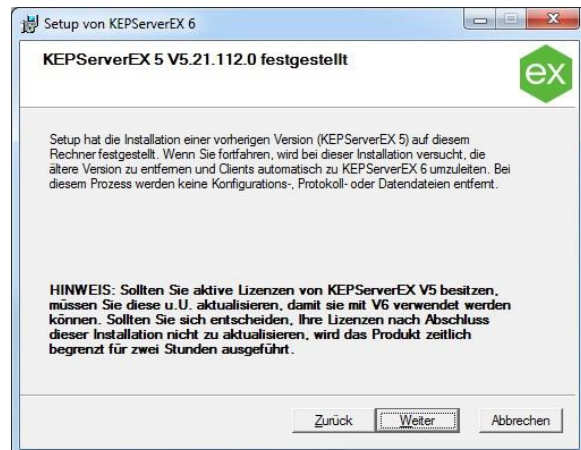 Setup von KEPServerEX 6
KEPServerEX 5 V5.21.112.0 festgestellt
ex
Setup hat die Installation einer vorherigen Version (KEPServerEX 5) auf diesem
Rechner festgestellt. Wenn Sie fortfahren, wird bei dieser Installation versucht, die
ältere Version zu entfernen und Clients automatisch zu KEPServerEX 6 umzuleiten. Bei
diesem Prozess werden keine Konfigurations-, Protokoll- oder Datendateien entfernt.
HINWEIS: Sollten Sie aktive Lizenzen von KEPServerEX V5 besitzen,
müssen Sie diese u.U. aktualisieren, damit sie mit V6 verwendet werden
können. Sollten Sie sich entscheiden, Ihre Lizenzen nach Abschluss
dieser Installation nicht zu aktualisieren, wird das Produkt zeitlich
begrenzt für zwei Stunden ausgeführt.
Zurück Weiter Abbrechen